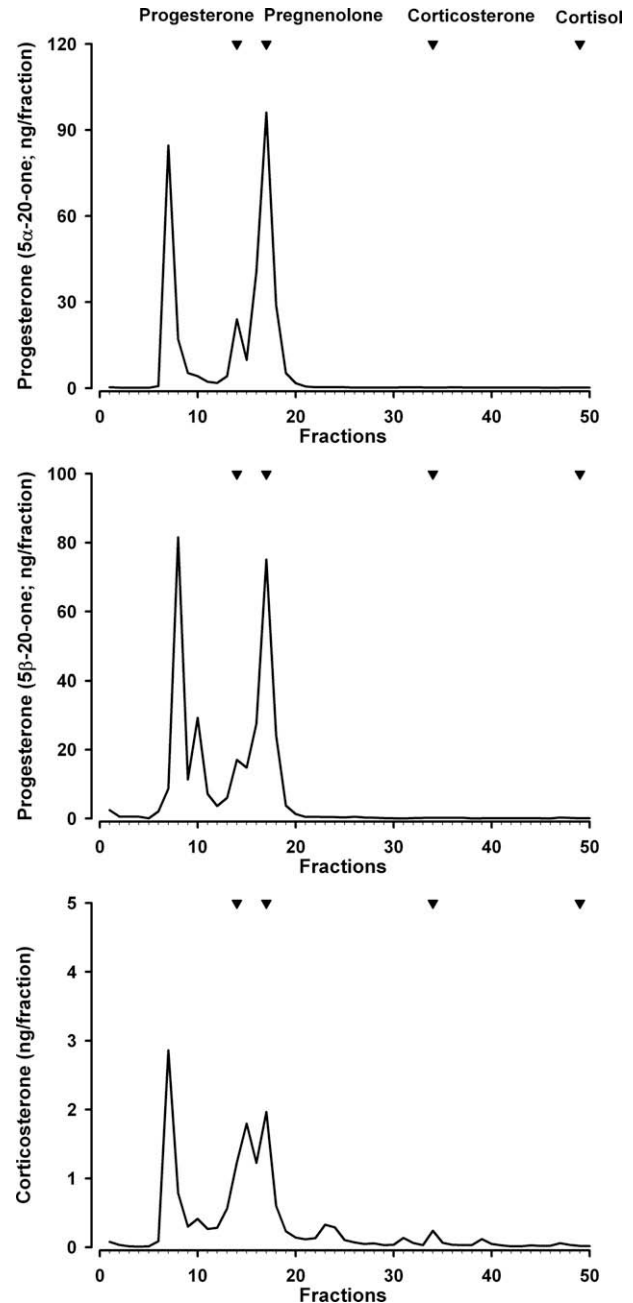 Progesterone Pregnenolone Corticosterone Cortisol
Progesterone (5α-20-one; ng/fraction)
120
90
60
30
0
0 10 20 30 40 50
Fractions
Progesterone (5β-20-one; ng/fraction)
100
80
60
40
20
0
0 10 20 30 40 50
Fractions
Corticosterone (ng/fraction)
5
4
3
2
1
0
0 10 20 30 40 50
Fractions